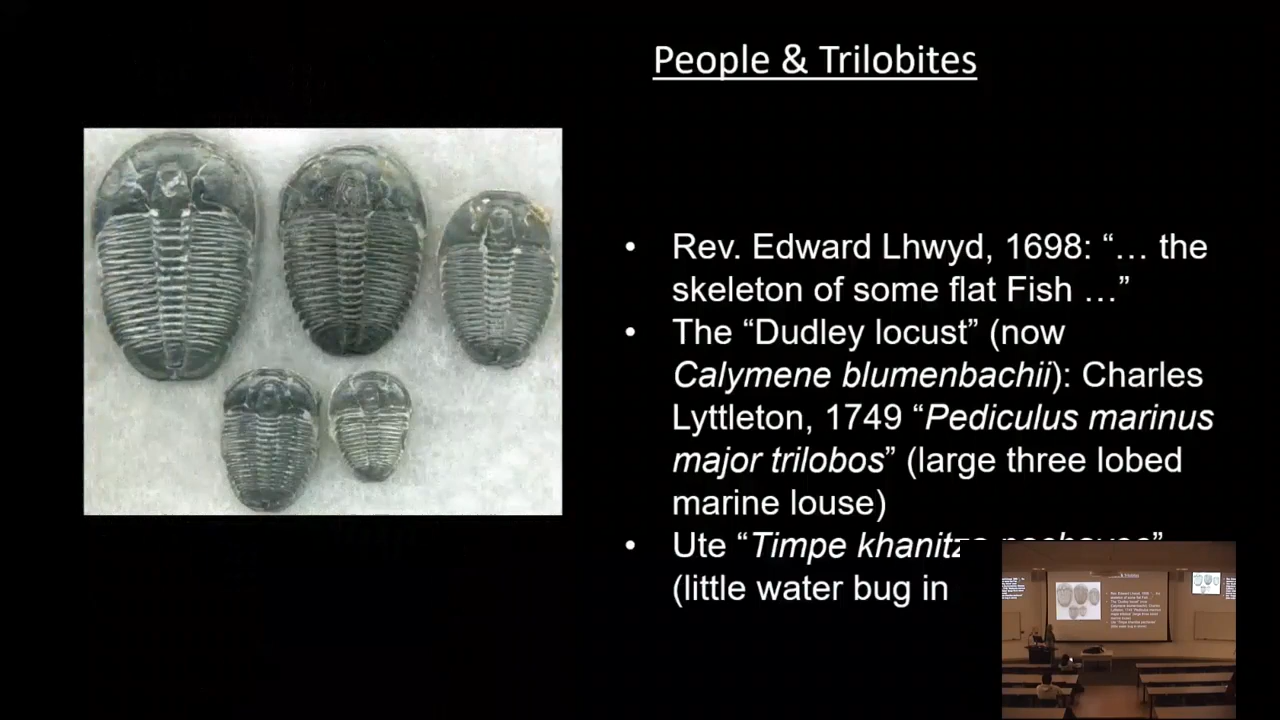 People & Trilobites
• Rev. Edward Lhwyd, 1698: “… the
skeleton of some flat Fish …”
• The “Dudley locust” (now
Calymene blumenbachii): Charles
Lyttleton, 1749 “Pediculus marinus
major trilobos” (large three lobed
marine louse)
• Ute “Timpe
(little water bug in